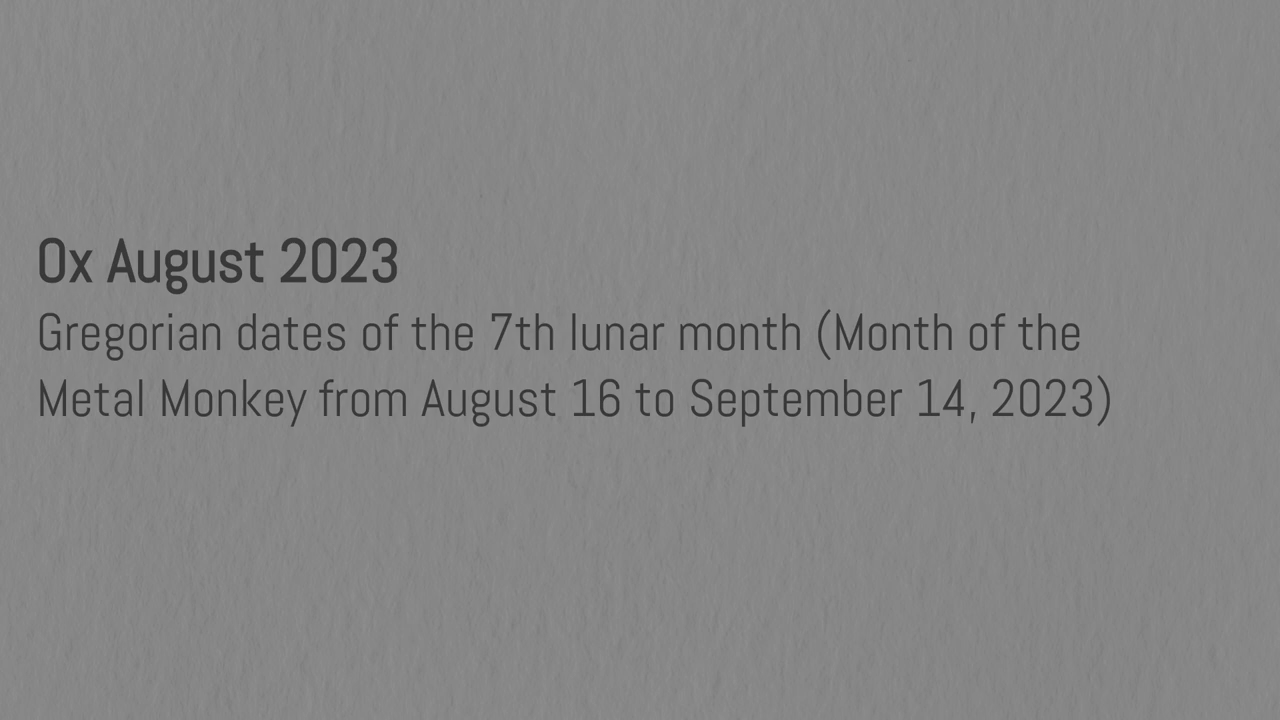 Ox August 2023
Gregorian dates of the 7th lunar month (Month of the
Metal Monkey from August 16 to September 14, 2023)